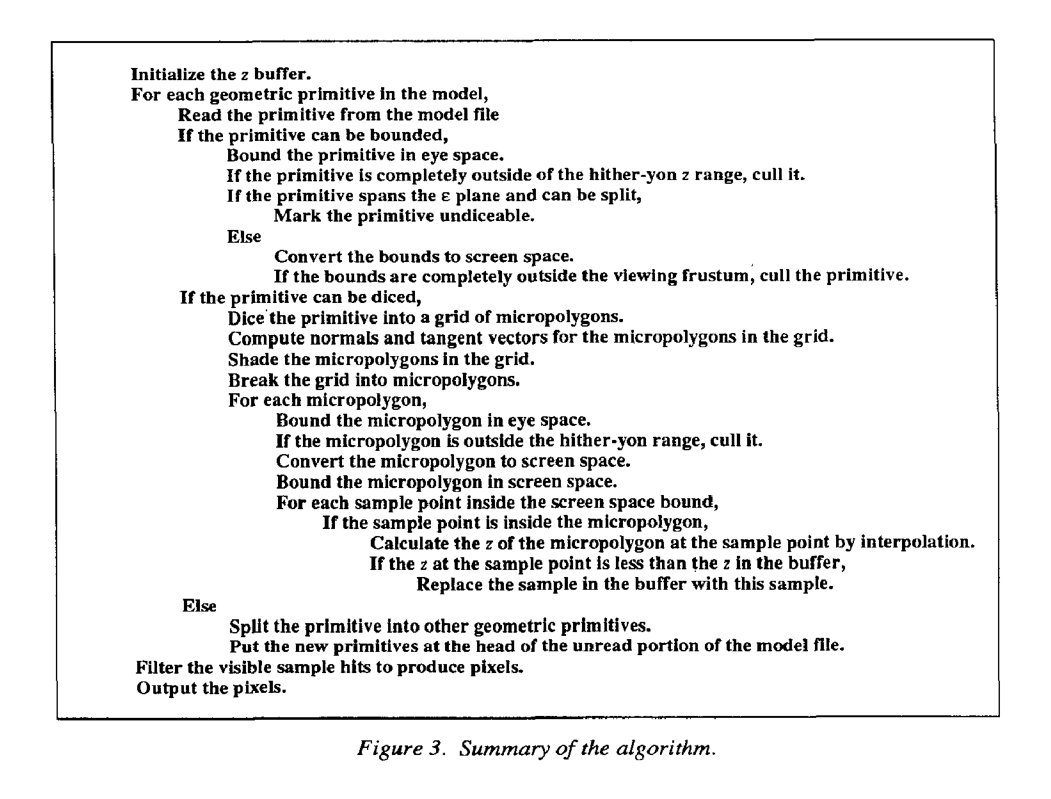 Initialize the z buffer.
For each geometric primitive in the model,
Read the primitive from the model file
If the primitive can be bounded,
Bound the primitive in eye space.
If the primitive is completely outside of the hither-yon z range, cull it.
If the primitive spans the ε plane and can be split,
Mark the primitive undiceable.
Else
Convert the bounds to screen space.
If the bounds are completely outside the viewing frustum, cull the primitive.
If the primitive can be diced,
Dice the primitive into a grid of micropolygons.
Compute normals and tangent vectors for the micropolygons in the grid.
Shade the micropolygons in the grid.
Break the grid into micropolygons.
For each micropolygon,
Bound the micropolygon in eye space.
If the micropolygon is outside the hither-yon range, cull it.
Convert the micropolygon to screen space.
Bound the micropolygon in screen space.
For each sample point inside the screen space bound,
If the sample point is inside the micropolygon,
Calculate the z of the micropolygon at the sample point by interpolation.
If the z at the sample point is less than the z in the buffer,
Replace the sample in the buffer with this sample.
Else
Split the primitive into other geometric primitives.
Put the new primitives at the head of the unread portion of the model file.
Filter the visible sample hits to produce pixels.
Output the pixels.
Figure 3. Summary of the algorithm.